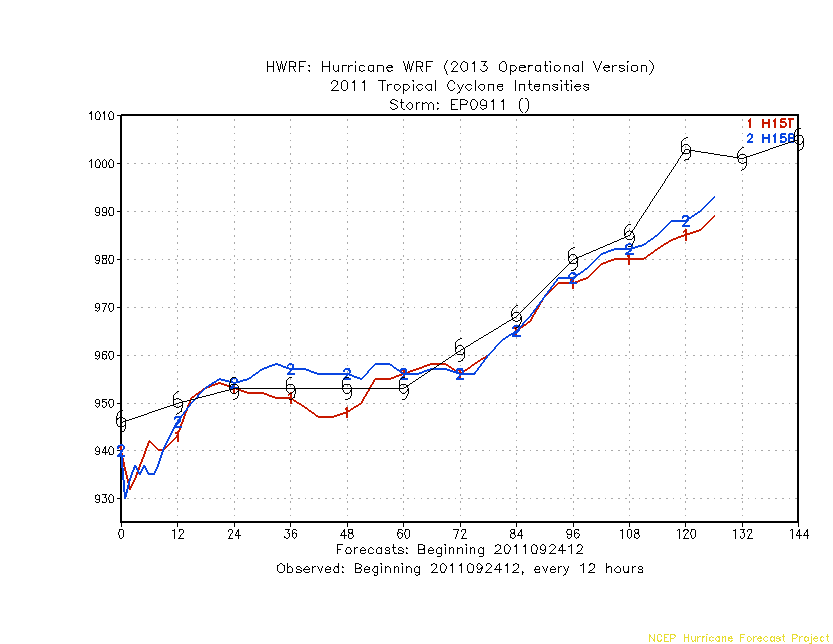 HWRF: Hurricane WRF (2013 Operational Version)
2011 Tropical Cyclone Intensities
Storm: EP0911 ()
1 H15T
2 H15B
1010
1000
990
980
970
960
950
940
930
0 12 24 36 48 60 72 84 96 108 120 132 144
Forecasts: Beginning 2011092412
Observed: Beginning 2011092412, every 12 hours
NCEP Hurricane Forecast Project